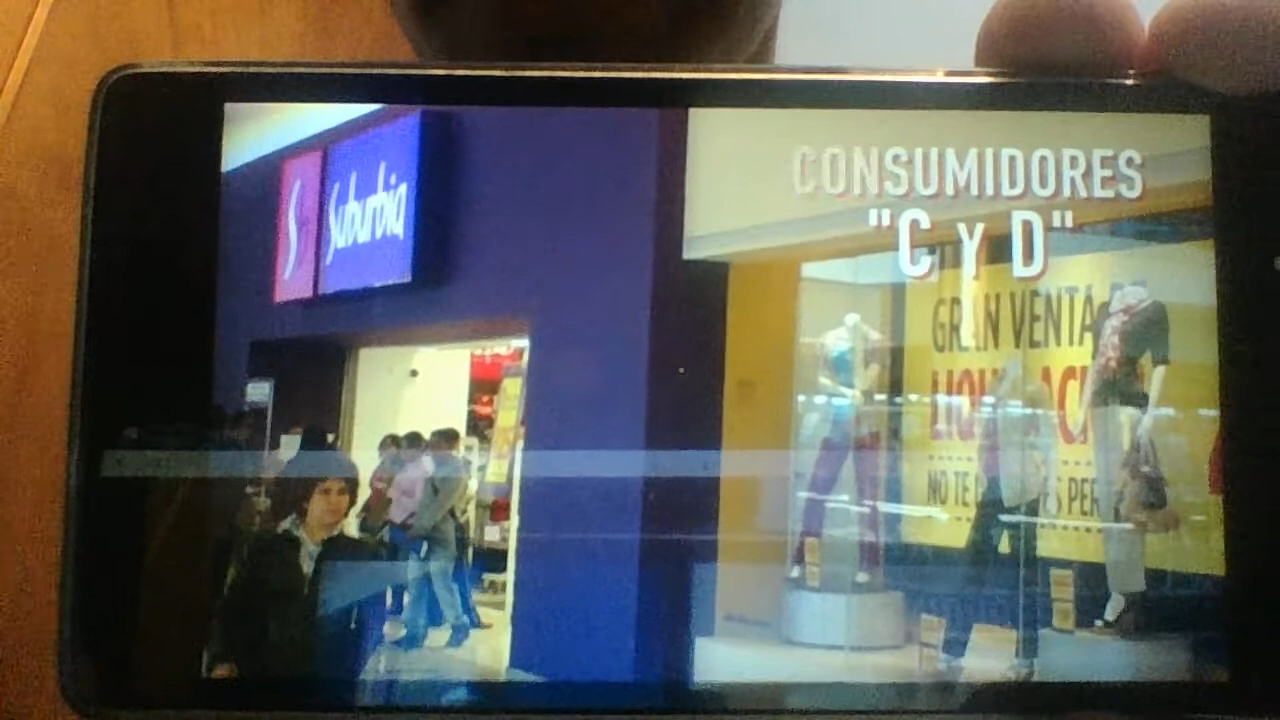 S
Suburbia
CONSUMIDORES
"C Y D"
GRAN VENTA
NO TE